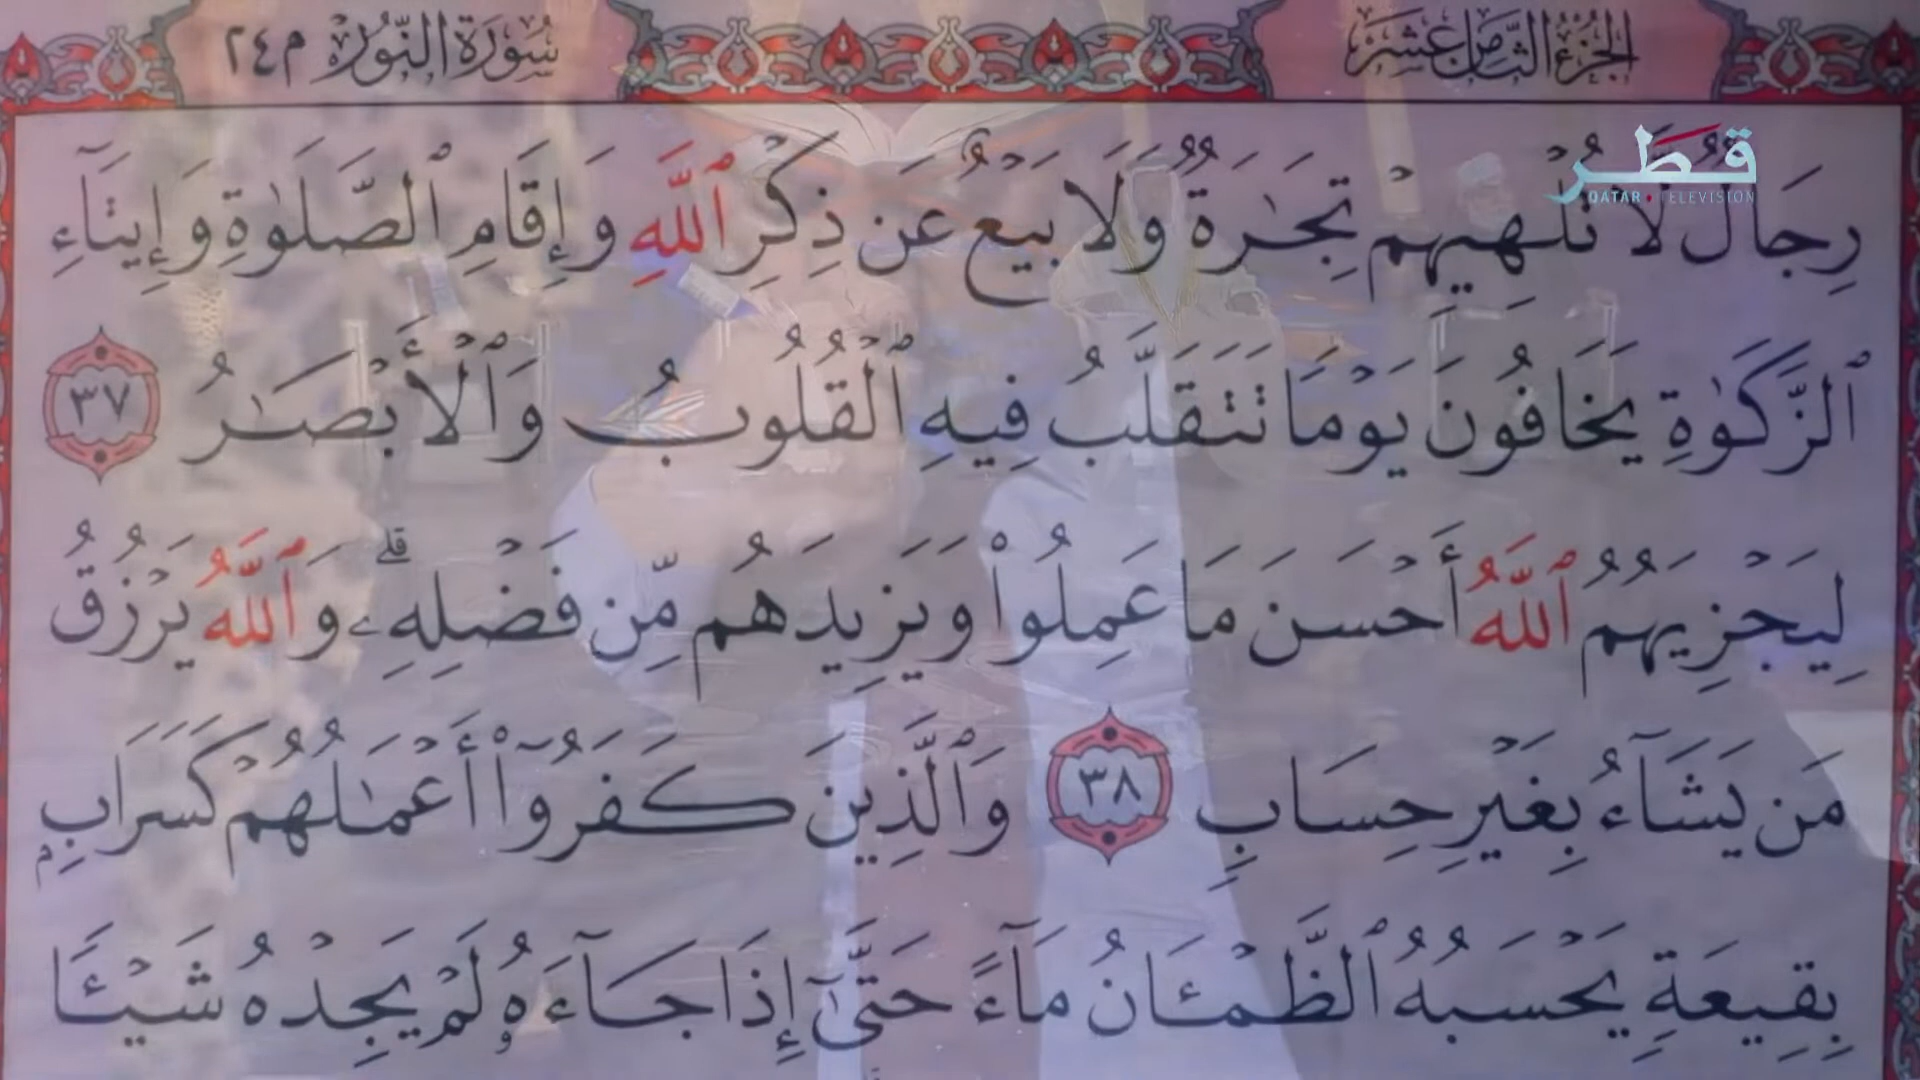 الجزء الثامن عشر
سورة النور م ٢٤
قطر
QATAR TELEVISION
رِجَالٌ لَّا تُلْهِيهِمْ تِجَٰرَةٌ وَلَا بَيْعٌ عَن ذِكْرِ ٱللَّهِ وَإِقَامِ ٱلصَّلَوٰةِ وَإِيتَآءِ
ٱلزَّكَوٰةِ يَخَافُونَ يَوْمًا تَتَقَلَّبُ فِيهِ ٱلْقُلُوبُ وَٱلْأَبْصَٰرُ ٣٧
لِيَجْزِيَهُمُ ٱللَّهُ أَحْسَنَ مَا عَمِلُوا۟ وَيَزِيدَهُم مِّن فَضْلِهِۦ ۗ وَٱللَّهُ يَرْزُقُ
مَن يَشَآءُ بِغَيْرِ حِسَابٍ ٣٨ وَٱلَّذِينَ كَفَرُوٓا۟ أَعْمَٰلُهُمْ كَسَرَابٍۭ
بِقِيعَةٍ يَحْسَبُهُ ٱلظَّمْـَٔانُ مَآءً حَتَّىٰٓ إِذَا جَآءَهُۥ لَمْ يَجِدْهُ شَيْـًٔا